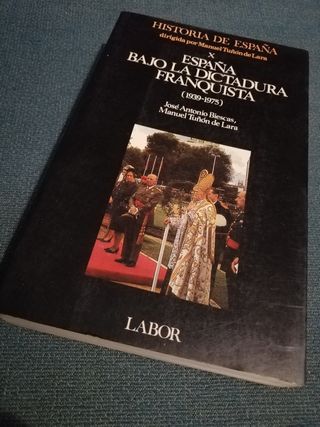 HISTORIA DE ESPAÑA
dirigida por Manuel Tuñón de Lara
X
ESPAÑA
BAJO LA DICTADURA
FRANQUISTA
(1939-1975)
José Antonio Biescas,
Manuel Tuñón de Lara
LABOR